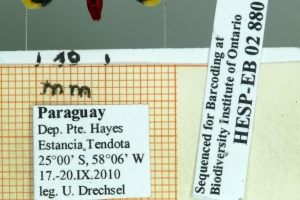 10
mm
Paraguay
Dep. Pte. Hayes
Estancia Tendota
25°00' S, 58°06' W
17.-20.IX.2010
leg. U. Drechsel
Sequenced for Barcoding at
Biodiversity Institute of Ontario
HESP-EB 02 880